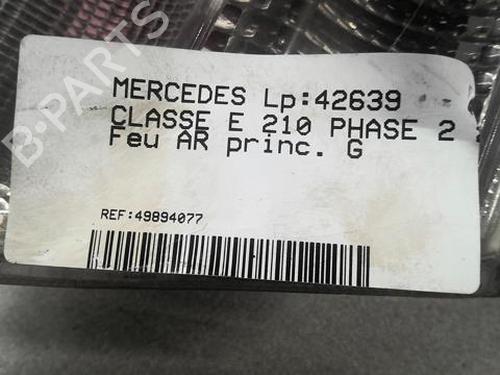 MERCEDES Lp:42639
CLASSE E 210 PHASE 2
Feu AR princ. G
REF:49894077
B-PARTS